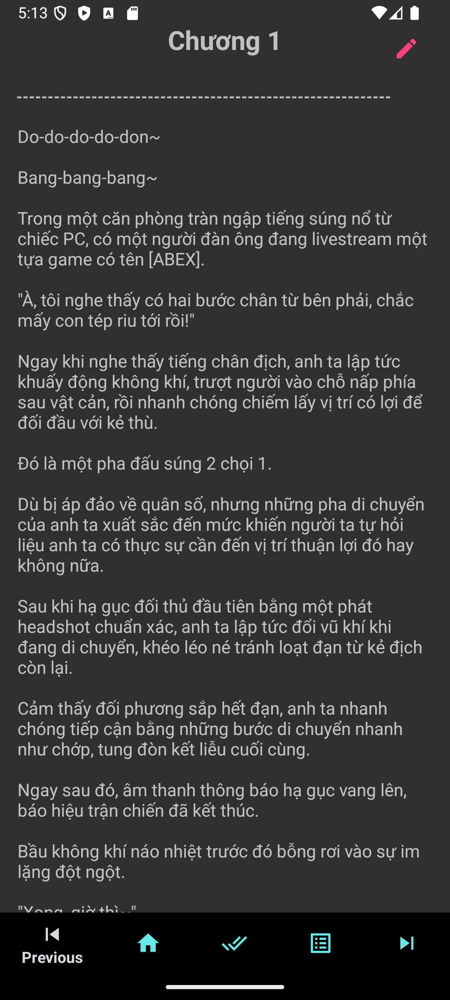 5:13
Chương 1
------------------------------------------------------------
Do-do-do-do-don~
Bang-bang-bang~
Trong một căn phòng tràn ngập tiếng súng nổ từ
chiếc PC, có một người đàn ông đang livestream một
tựa game có tên [ABEX].
"À, tôi nghe thấy có hai bước chân từ bên phải, chắc
mấy con tép riu tới rồi!"
Ngay khi nghe thấy tiếng chân địch, anh ta lập tức
khuấy động không khí, trượt người vào chỗ nấp phía
sau vật cản, rồi nhanh chóng chiếm lấy vị trí có lợi để
đối đầu với kẻ thù.
Đó là một pha đấu súng 2 chọi 1.
Dù bị áp đảo về quân số, nhưng những pha di chuyển
của anh ta xuất sắc đến mức khiến người ta tự hỏi
liệu anh ta có thực sự cần đến vị trí thuận lợi đó hay
không nữa.
Sau khi hạ gục đối thủ đầu tiên bằng một phát
headshot chuẩn xác, anh ta lập tức đổi vũ khí khi
đang di chuyển, khéo léo né tránh loạt đạn từ kẻ địch
còn lại.
Cảm thấy đối phương sắp hết đạn, anh ta nhanh
chóng tiếp cận bằng những bước di chuyển nhanh
như chớp, tung đòn kết liễu cuối cùng.
Ngay sau đó, âm thanh thông báo hạ gục vang lên,
báo hiệu trận chiến đã kết thúc.
Bầu không khí náo nhiệt trước đó bỗng rơi vào sự im
lặng đột ngột.
"Xong, giờ thì~"
Previous